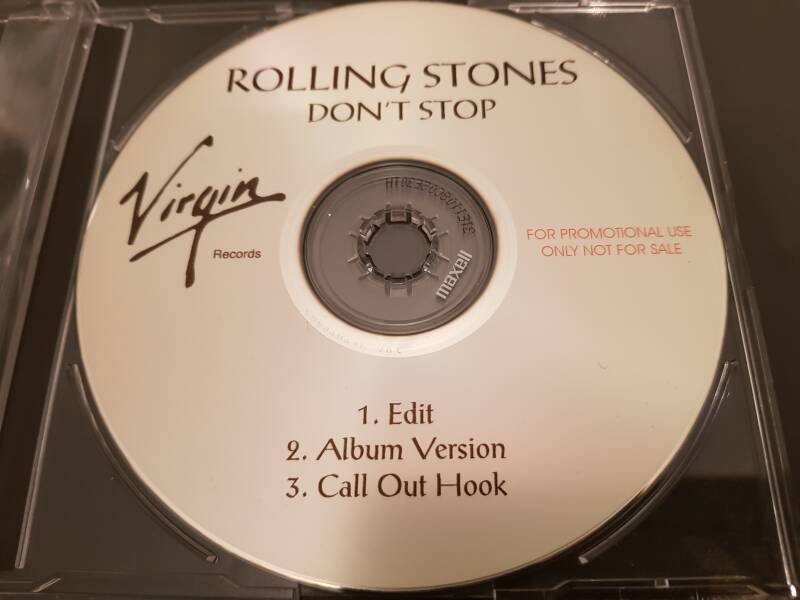 ROLLING STONES
DON'T STOP
Virgin
Records
FOR PROMOTIONAL USE
ONLY NOT FOR SALE
maxell
1. Edit
2. Album Version
3. Call Out Hook